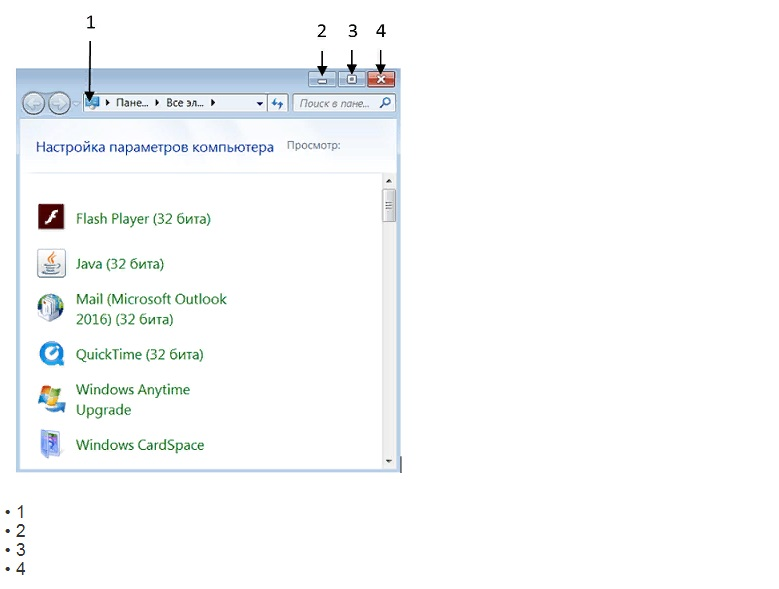 1
2 3 4
Пане... Все эл... Поиск в пане...
Настройка параметров компьютера Просмотр:
Flash Player (32 бита)
Java (32 бита)
Mail (Microsoft Outlook
2016) (32 бита)
QuickTime (32 бита)
Windows Anytime
Upgrade
Windows CardSpace
• 1
• 2
• 3
• 4